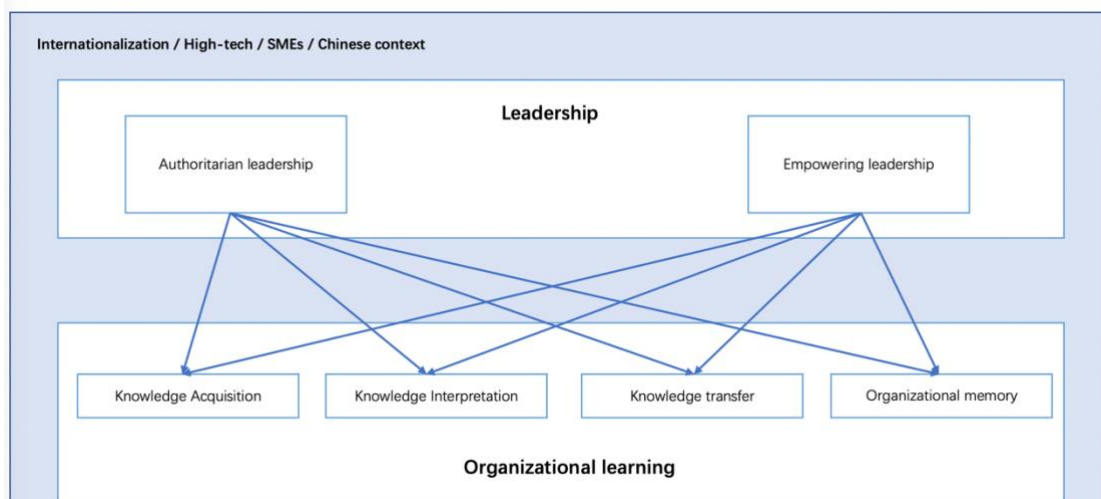 Internationalization / High-tech / SMEs / Chinese context
Leadership
Authoritarian leadership
Empowering leadership
Knowledge Acquisition
Knowledge Interpretation
Knowledge transfer
Organizational memory
Organizational learning